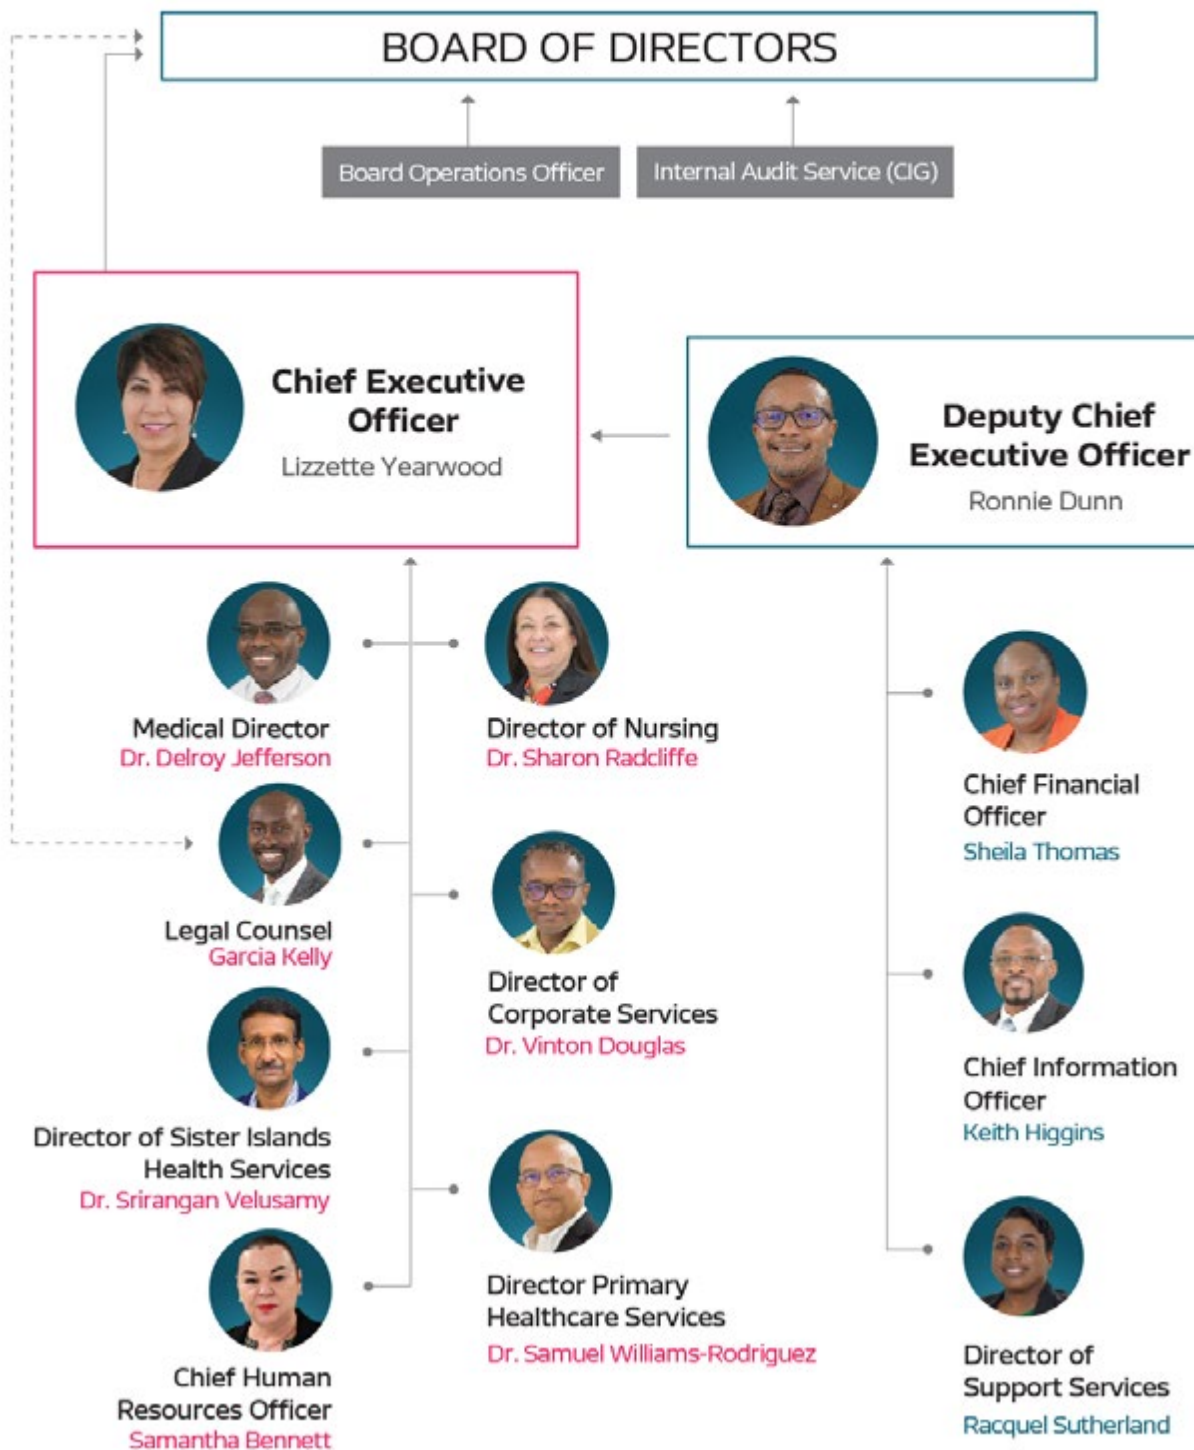 BOARD OF DIRECTORS
Board Operations Officer
Internal Audit Service (CIG)
Chief Executive
Officer
Lizzette Yearwood
Deputy Chief
Executive Officer
Ronnie Dunn
Medical Director
Dr. Delroy Jefferson
Director of Nursing
Dr. Sharon Radcliffe
Legal Counsel
Garcia Kelly
Director of
Corporate Services
Dr. Vinton Douglas
Director of Sister Islands
Health Services
Dr. Srirangan Velusamy
Director Primary
Healthcare Services
Dr. Samuel Williams-Rodriguez
Chief Human
Resources Officer
Samantha Bennett
Chief Financial
Officer
Sheila Thomas
Chief Information
Officer
Keith Higgins
Director of
Support Services
Racquel Sutherland